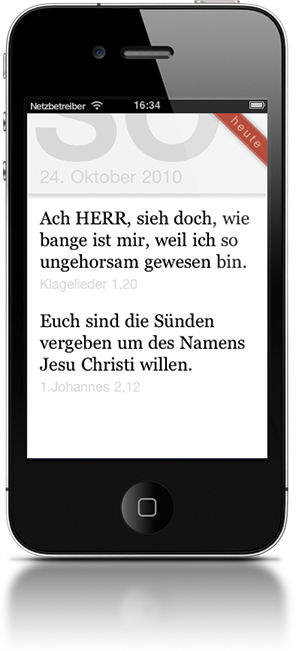 Netzbetreiber 16:34
SO
heute
24. Oktober 2010
Ach HERR, sieh doch, wie
bange ist mir, weil ich so
ungehorsam gewesen bin.
Klagelieder 1,20
Euch sind die Sünden
vergeben um des Namens
Jesu Christi willen.
1.Johannes 2,12